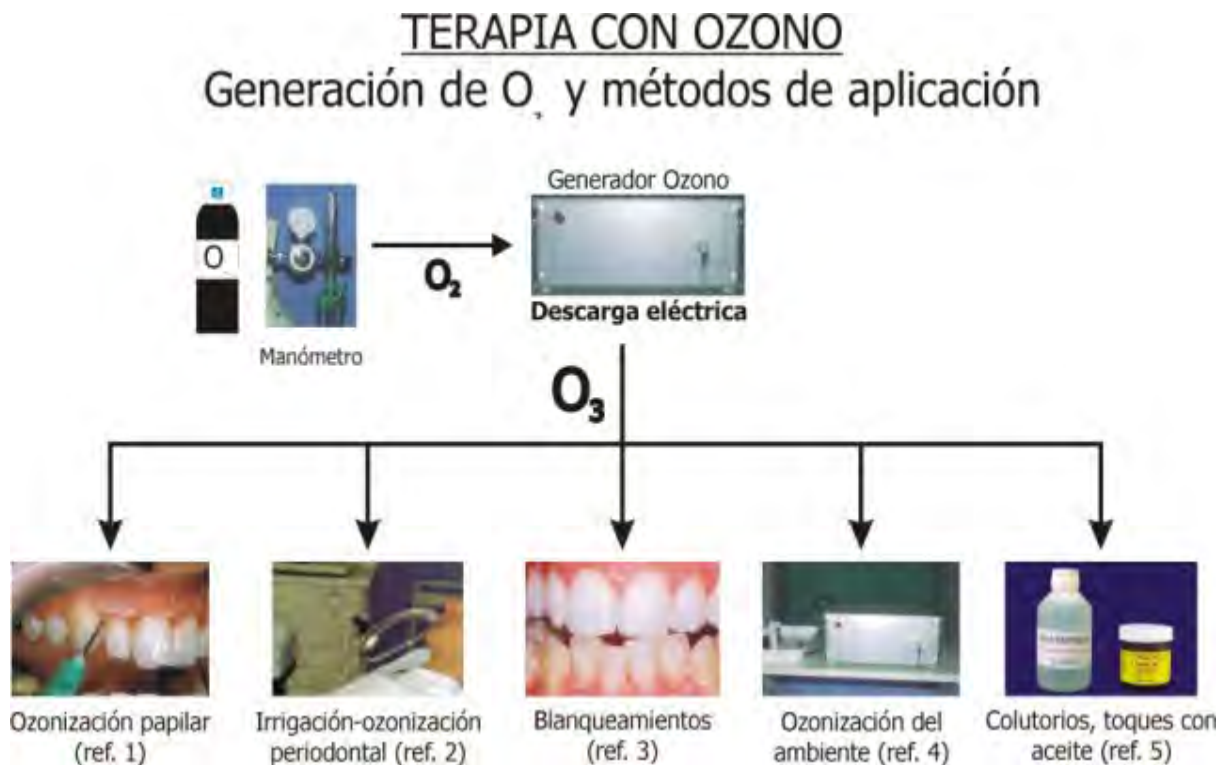 TERAPIA CON OZONO
Generación de O₃ y métodos de aplicación
Generador Ozono
O
O₂
Descarga eléctrica
Manómetro
O₃
Ozonización papilar
(ref. 1)
Irrigación-ozonización
periodontal (ref. 2)
Blanqueamientos
(ref. 3)
Ozonización del
ambiente (ref. 4)
Colutorios, toques con
aceite (ref. 5)